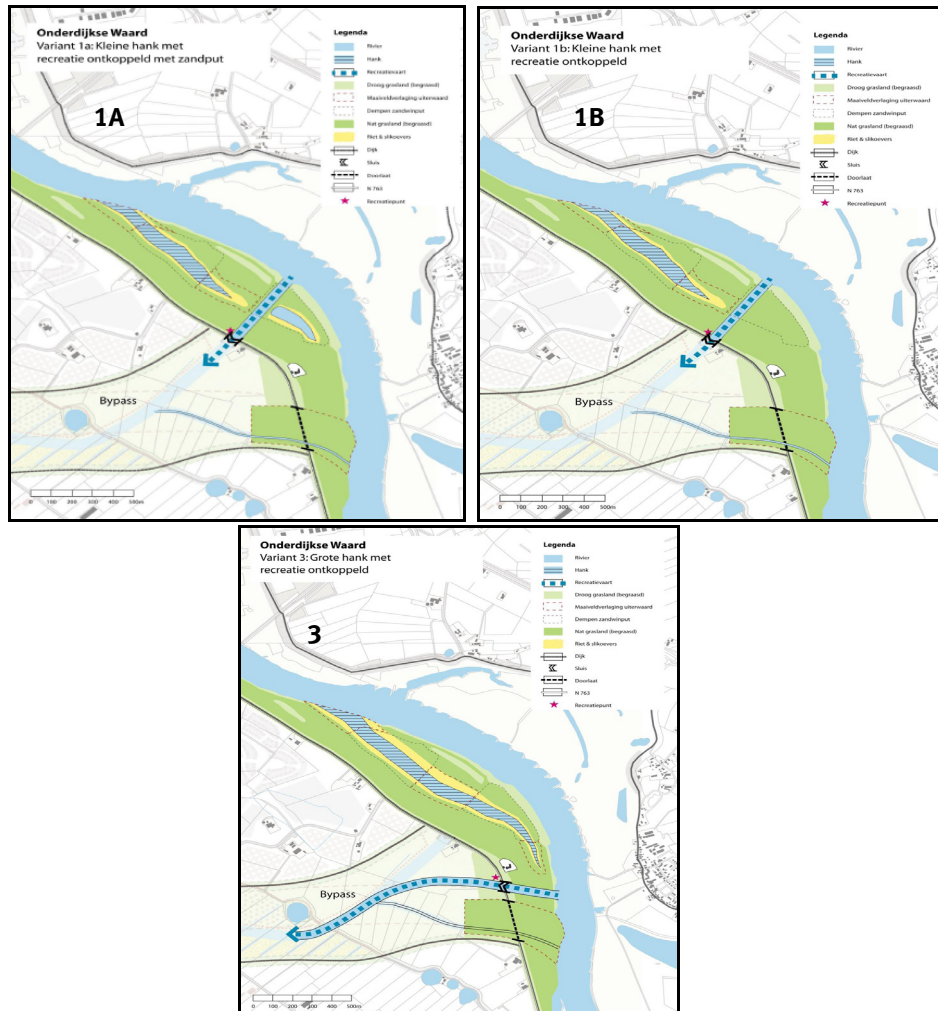 Onderdijkse Waard
Variant 1a: Kleine hank met
recreatie ontkoppeld met zandput
1A
Legenda
Rivier
Hank
Recreatievaart
Droog grasland (begraasd)
Maaiveldverlaging uiterwaard
Dempen zandwinput
Nat grasland (begraasd)
Riet & slikoevers
Dijk
Sluis
Doorlaat
N 763
Recreatiepunt
Bypass
0 100 200 300 400 500m
Onderdijkse Waard
Variant 1b: Kleine hank met
recreatie ontkoppeld
1B
Legenda
Rivier
Hank
Recreatievaart
Droog grasland (begraasd)
Maaiveldverlaging uiterwaard
Dempen zandwinput
Nat grasland (begraasd)
Riet & slikoevers
Dijk
Sluis
Doorlaat
N 763
Recreatiepunt
Bypass
0 100 200 300 400 500m
Onderdijkse Waard
Variant 3: Grote hank met
recreatie ontkoppeld
3
Legenda
Rivier
Hank
Recreatievaart
Droog grasland (begraasd)
Maaiveldverlaging uiterwaard
Dempen zandwinput
Nat grasland (begraasd)
Riet & slikoevers
Dijk
Sluis
Doorlaat
N 763
Recreatiepunt
Bypass
0 100 200 300 400 500m